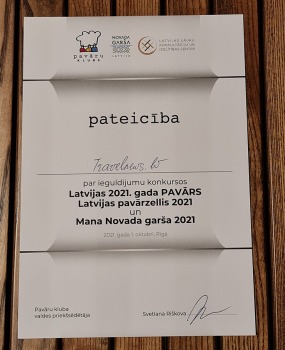 pavāru
KLUBS
NOVADA
GARŠA
LATVIJĀ
LATVIJAS LAUKU
KONSULTĀCIJU UN
IZGLĪTĪBAS CENTRS
pateicība
Travelnews.lv
par ieguldījumu konkursos
Latvijas 2021. gada PAVĀRS
Latvijas pavārzellis 2021
un
Mana Novada garša 2021
2021. gada 1. oktobrī, Rīgā
Pavāru kluba
valdes priekšsēdētāja
Svetlana Riškova